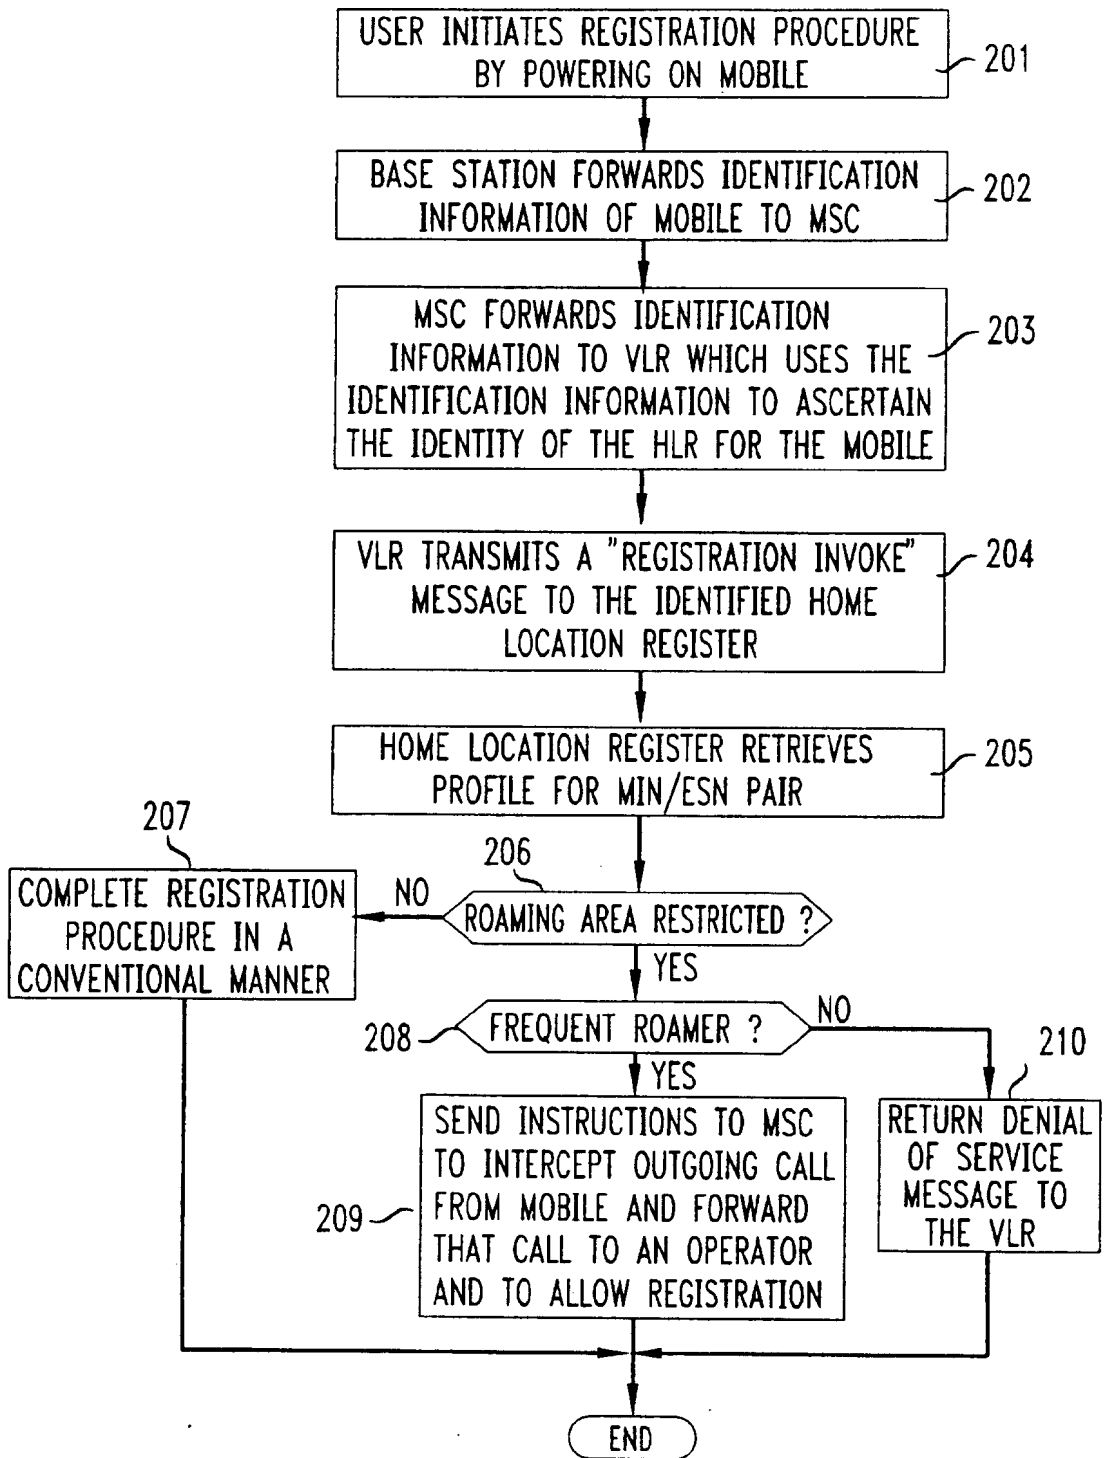 USER INITIATES REGISTRATION PROCEDURE
BY POWERING ON MOBILE
201
BASE STATION FORWARDS IDENTIFICATION
INFORMATION OF MOBILE TO MSC
202
MSC FORWARDS IDENTIFICATION
INFORMATION TO VLR WHICH USES THE
IDENTIFICATION INFORMATION TO ASCERTAIN
THE IDENTITY OF THE HLR FOR THE MOBILE
203
VLR TRANSMITS A "REGISTRATION INVOKE"
MESSAGE TO THE IDENTIFIED HOME
LOCATION REGISTER
204
HOME LOCATION REGISTER RETRIEVES
PROFILE FOR MIN/ESN PAIR
205
206
ROAMING AREA RESTRICTED ?
NO
207
COMPLETE REGISTRATION
PROCEDURE IN A
CONVENTIONAL MANNER
YES
208
FREQUENT ROAMER ?
NO
YES
209
SEND INSTRUCTIONS TO MSC
TO INTERCEPT OUTGOING CALL
FROM MOBILE AND FORWARD
THAT CALL TO AN OPERATOR
AND TO ALLOW REGISTRATION
210
RETURN DENIAL
OF SERVICE
MESSAGE TO
THE VLR
END